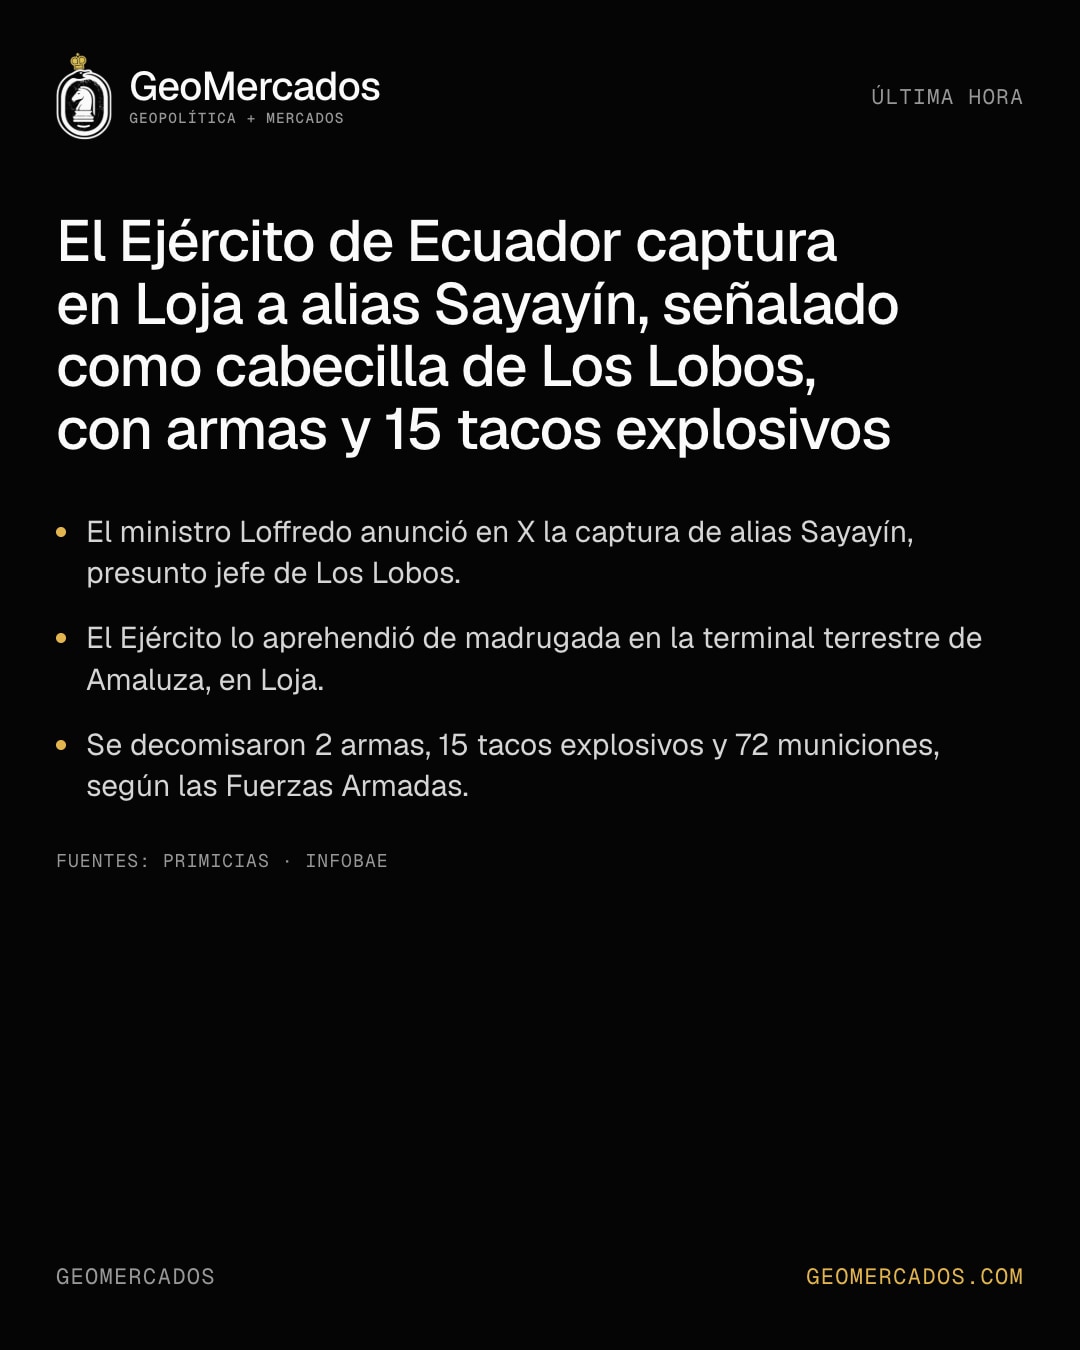 GeoMercados
GEOPOLÍTICA + MERCADOS
ÚLTIMA HORA
El Ejército de Ecuador captura
en Loja a alias Sayayín, señalado
como cabecilla de Los Lobos,
con armas y 15 tacos explosivos
• El ministro Loffredo anunció en X la captura de alias Sayayín,
presunto jefe de Los Lobos.
• El Ejército lo aprehendió de madrugada en la terminal terrestre de
Amaluza, en Loja.
• Se decomisaron 2 armas, 15 tacos explosivos y 72 municiones,
según las Fuerzas Armadas.
FUENTES: PRIMICIAS · INFOBAE
GEOMERCADOS
GEOMERCADOS.COM